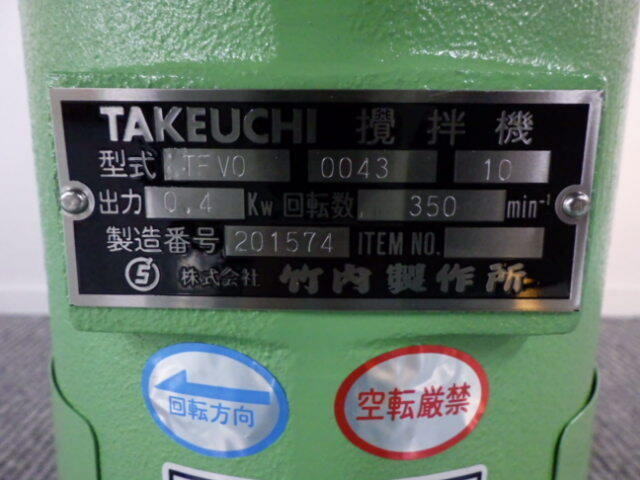 TAKEUCHI 攪拌機
型式 TFVO 0043 10
出力 0.4 Kw 回転数 350 min⁻¹
製造番号 201574 ITEM NO.
株式会社 竹内製作所
回転方向
空転厳禁